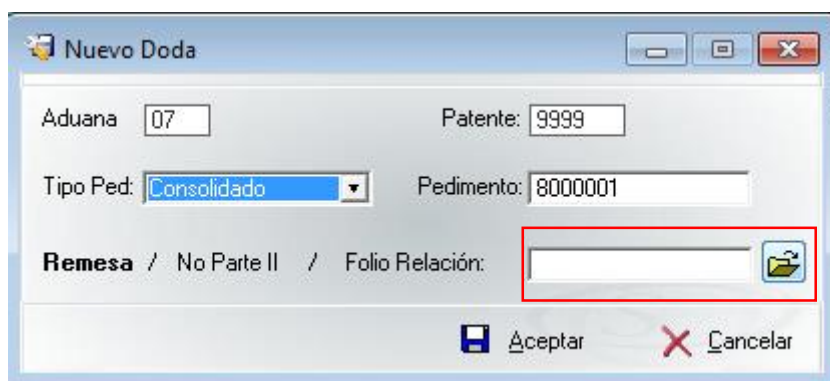 Nuevo Doda
Aduana 07 Patente: 9999
Tipo Ped: Consolidado Pedimento: 8000001
Remesa / No Parte II / Folio Relación:
Aceptar Cancelar